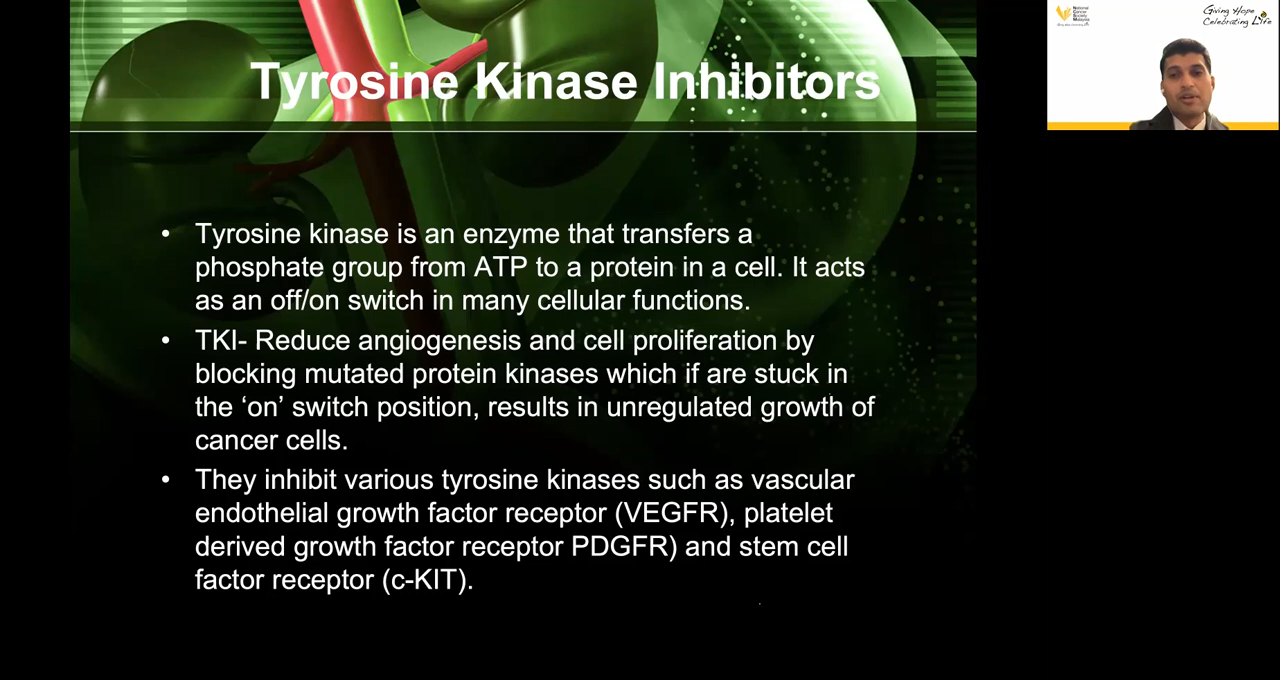 Tyrosine Kinase Inhibitors
National
Cancer
Society
Malaysia
Giving Hope
Celebrating Life
• Tyrosine kinase is an enzyme that transfers a
phosphate group from ATP to a protein in a cell. It acts
as an off/on switch in many cellular functions.
• TKI- Reduce angiogenesis and cell proliferation by
blocking mutated protein kinases which if are stuck in
the ‘on’ switch position, results in unregulated growth of
cancer cells.
• They inhibit various tyrosine kinases such as vascular
endothelial growth factor receptor (VEGFR), platelet
derived growth factor receptor PDGFR) and stem cell
factor receptor (c-KIT).